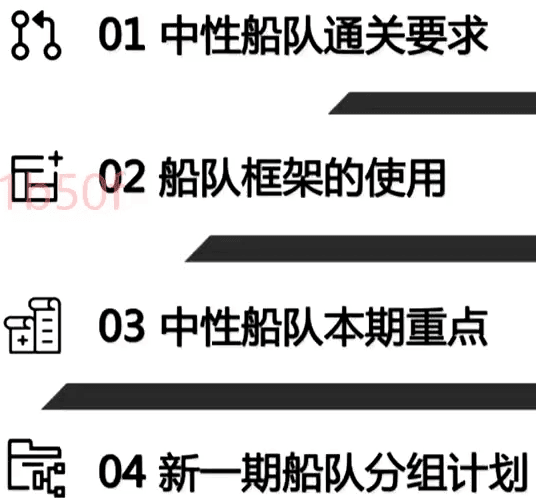 01 中性船队通关要求
02 船队框架的使用
1b50f
03 中性船队本期重点
04 新一期船队分组计划